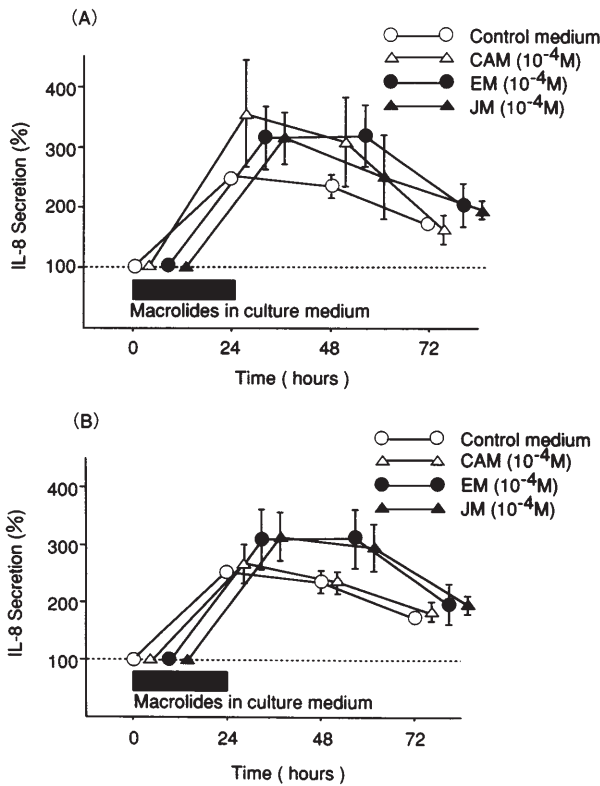 (A)
Control medium
CAM (10-4M)
EM (10-4M)
JM (10-4M)
IL-8 Secretion (%)
400
300
200
100
Macrolides in culture medium
0 24 48 72
Time ( hours )
(B)
Control medium
CAM (10-4M)
EM (10-4M)
JM (10-4M)
IL-8 Secretion (%)
400
300
200
100
Macrolides in culture medium
0 24 48 72
Time ( hours )